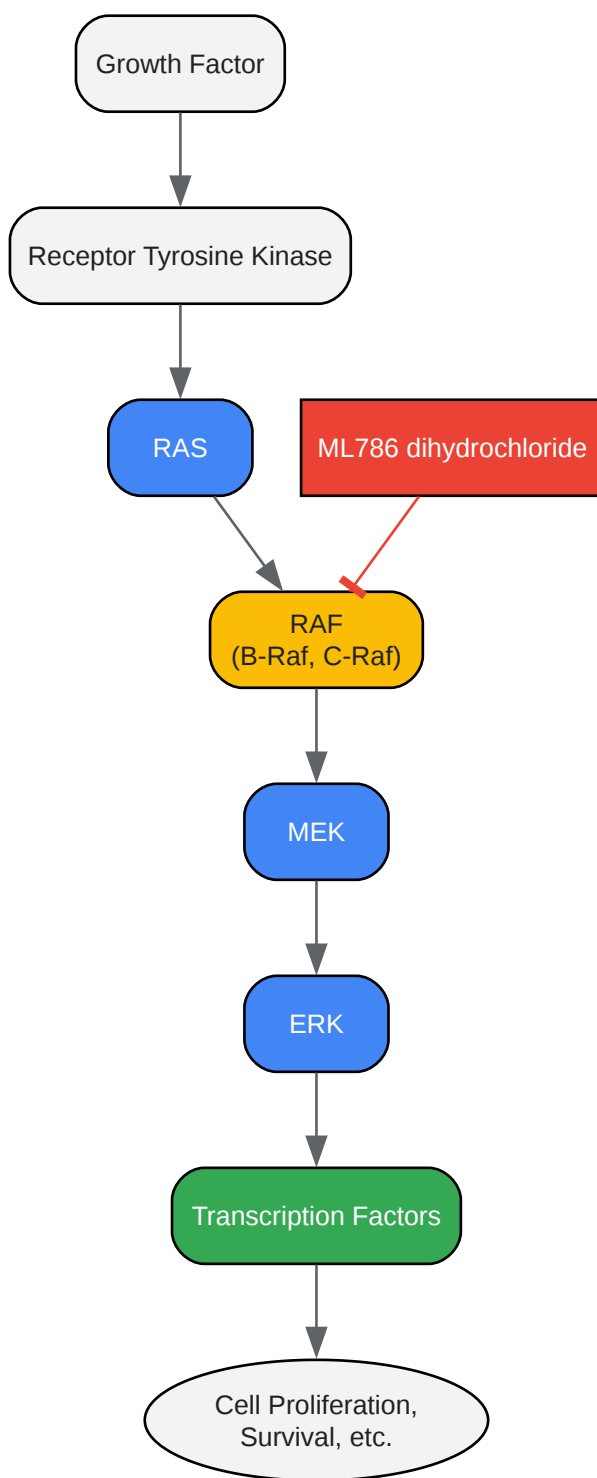 Growth Factor
Receptor Tyrosine Kinase
RAS
ML786 dihydrochloride
RAF
(B-Raf, C-Raf)
MEK
ERK
Transcription Factors
Cell Proliferation,
Survival, etc.